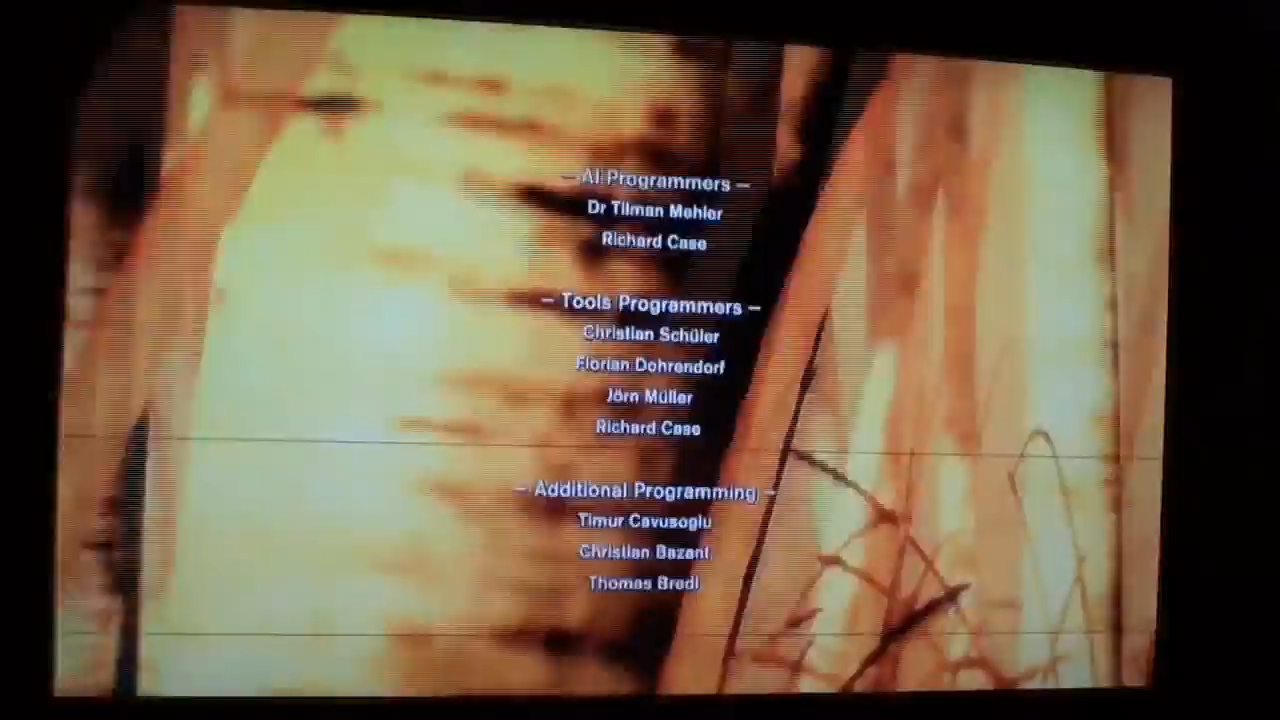 – AI Programmers –
Dr Tilman Mehler
Richard Case
– Tools Programmers –
Christian Schüler
Florian Dohrendorf
Jörn Müller
Richard Case
– Additional Programming –
Timur Cavusoglu
Christian Bazant
Thomas Bredl